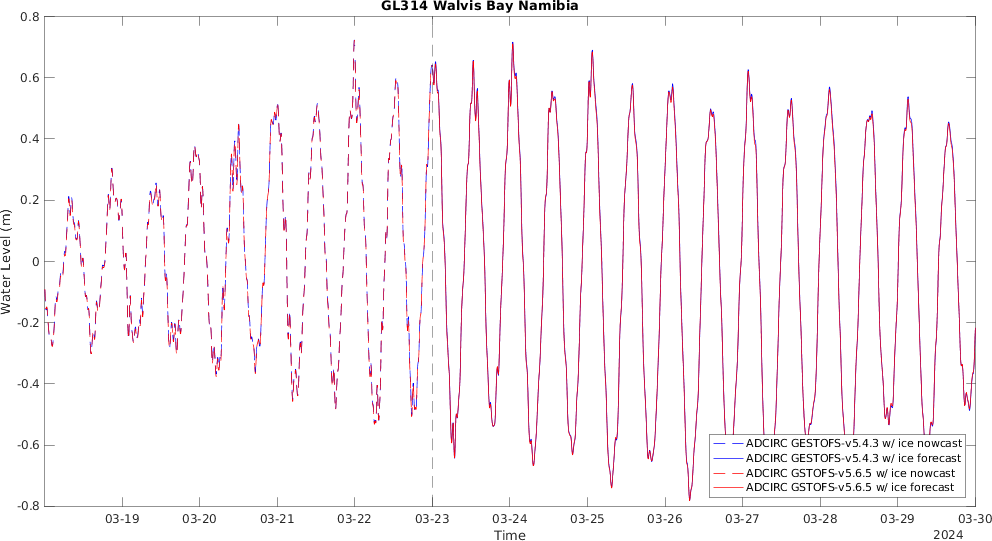 GL314 Walvis Bay Namibia
0.8
0.6
0.4
0.2
0
-0.2
-0.4
-0.6
-0.8
Water Level (m)
ADCIRC GESTOFS-v5.4.3 w/ ice nowcast
ADCIRC GESTOFS-v5.4.3 w/ ice forecast
ADCIRC GSTOFS-v5.6.5 w/ ice nowcast
ADCIRC GSTOFS-v5.6.5 w/ ice forecast
03-19 03-20 03-21 03-22 03-23 03-24 03-25 03-26 03-27 03-28 03-29 03-30
Time
2024